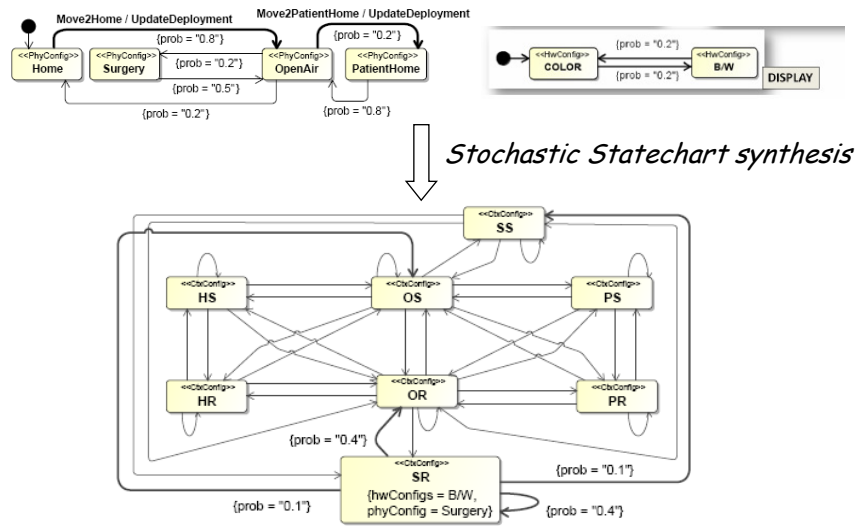 Move2Home / UpdateDeployment
Move2PatientHome / UpdateDeployment
{prob = "0.8"}
{prob = "0.2"}
<<PhyConfig>>
Home
<<PhyConfig>>
Surgery
{prob = "0.2"}
<<PhyConfig>>
OpenAir
<<PhyConfig>>
PatientHome
{prob = "0.5"}
{prob = "0.2"}
{prob = "0.8"}
{prob = "0.2"}
<<HwConfig>>
COLOR
<<HwConfig>>
B/W
{prob = "0.2"}
DISPLAY
Stochastic Statechart synthesis
<<CtxConfig>>
SS
<<CtxConfig>>
HS
<<CtxConfig>>
OS
<<CtxConfig>>
PS
<<CtxConfig>>
HR
<<CtxConfig>>
OR
<<CtxConfig>>
PR
{prob = "0.4"}
<<CtxConfig>>
SR
{hwConfigs = B/W,
phyConfig = Surgery}
{prob = "0.1"}
{prob = "0.1"}
{prob = "0.4"}